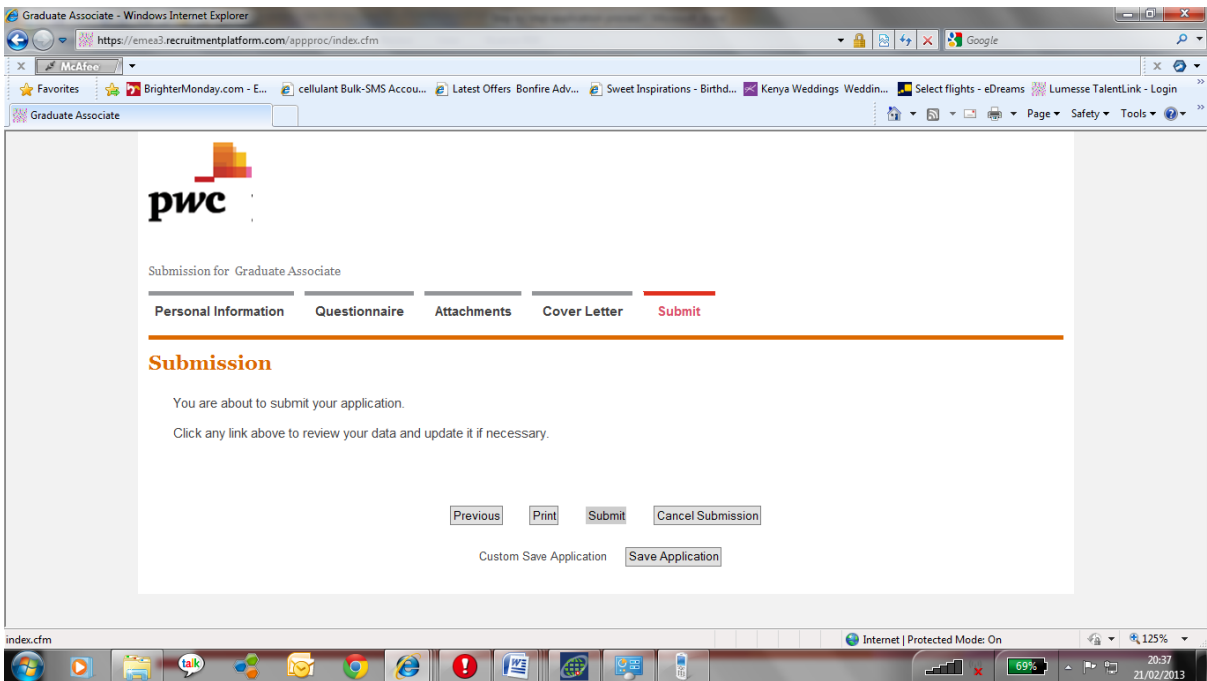 Graduate Associate - Windows Internet Explorer
https://emea3.recruitmentplatform.com/appproc/index.cfm
Google
X McAfee
x
Favorites BrighterMonday.com - E... cellulant Bulk-SMS Accou... Latest Offers Bonfire Adv... Sweet Inspirations - Birthd... Kenya Weddings Weddin... Select flights - eDreams Lumesse TalentLink - Login
Graduate Associate
Page Safety Tools
pwc
Submission for Graduate Associate
Personal Information Questionnaire Attachments Cover Letter Submit
Submission
You are about to submit your application.
Click any link above to review your data and update it if necessary.
Previous Print Submit Cancel Submission
Custom Save Application Save Application
index.cfm Internet | Protected Mode: On 125%
talk
69%
20:37
21/02/2013